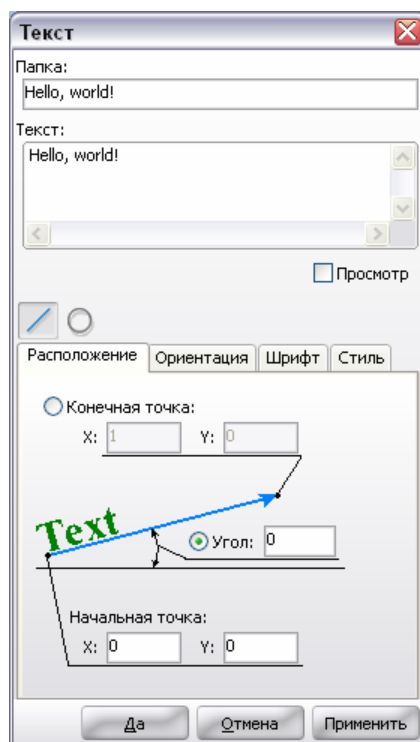 Текст
Папка:
Hello, world!
Текст:
Hello, world!
Просмотр
Расположение Ориентация Шрифт Стиль
Конечная точка:
X: 1 Y: 0
Text
Угол: 0
Начальная точка:
X: 0 Y: 0
Да Отмена Применить